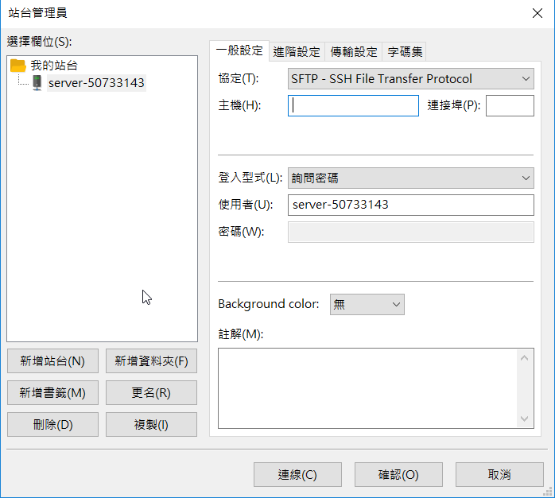 站台管理員
選擇欄位(S):
我的站台
server-50733143
新增站台(N)
新增資料夾(F)
新增書籤(M)
更名(R)
刪除(D)
複製(I)
一般設定 進階設定 傳輸設定 字碼集
協定(T): SFTP - SSH File Transfer Protocol
主機(H): 連接埠(P):
登入型式(L): 詢問密碼
使用者(U): server-50733143
密碼(W):
Background color: 無
註解(M):
連線(C) 確認(O) 取消